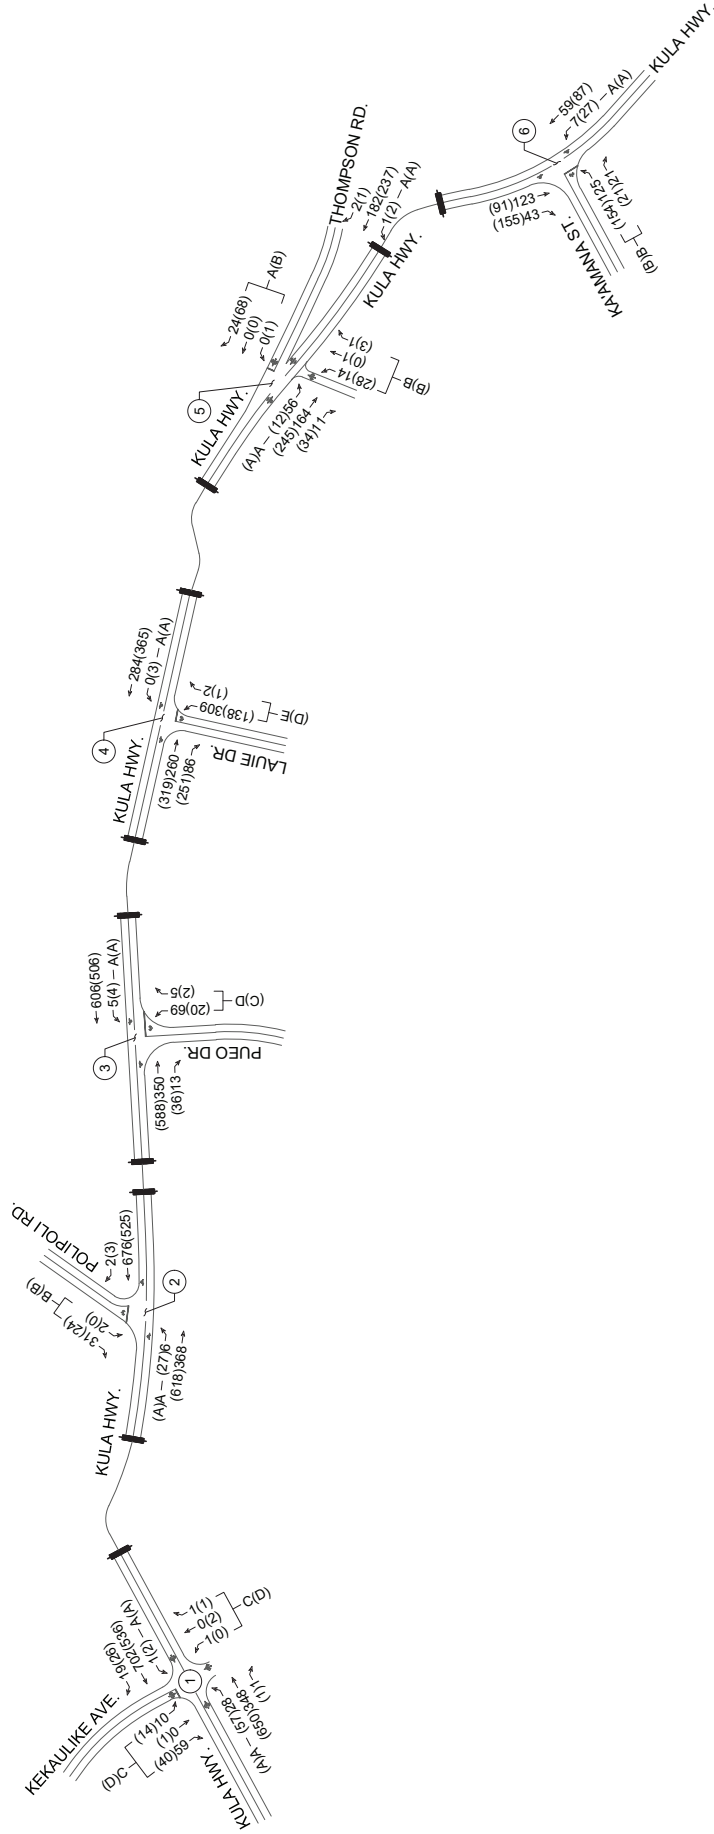 KULA HWY.
59(87)
7(27) – A(A)
6
(91)123
(155)43
(21)21
(154)125
(B)B
KA'AMANA ST.
THOMPSON RD.
2(1)
182(237)
1(2) – A(A)
KULA HWY.
A(B)
24(68)
0(0)
0(1)
5
KULA HWY.
(3)1
(0)1
(28)14
(B)B
(A)A – (12)56
(245)164
(34)11
284(365)
0(3) – A(A)
4
KULA HWY.
(1)2
(138)309
(D)E
LAUIE DR.
(319)260
(251)86
606(506)
5(4) – A(A)
3
(2)5
(20)69
(C)D
PUEO DR.
(588)350
(36)13
POLIPOLI RD.
2(3)
676(525)
B(B)
2(0)
31(24)
2
KULA HWY.
(A)A – (27)6
(618)368
19(26)
702(536)
1(2) – A(A)
1(1)
0(2)
1(0)
C(D)
KEKAULIKE AVE.
1
(14)10
(1)0
(40)59
(D)C
KULA HWY.
(A)A – (57)28
(650)348
(1)1